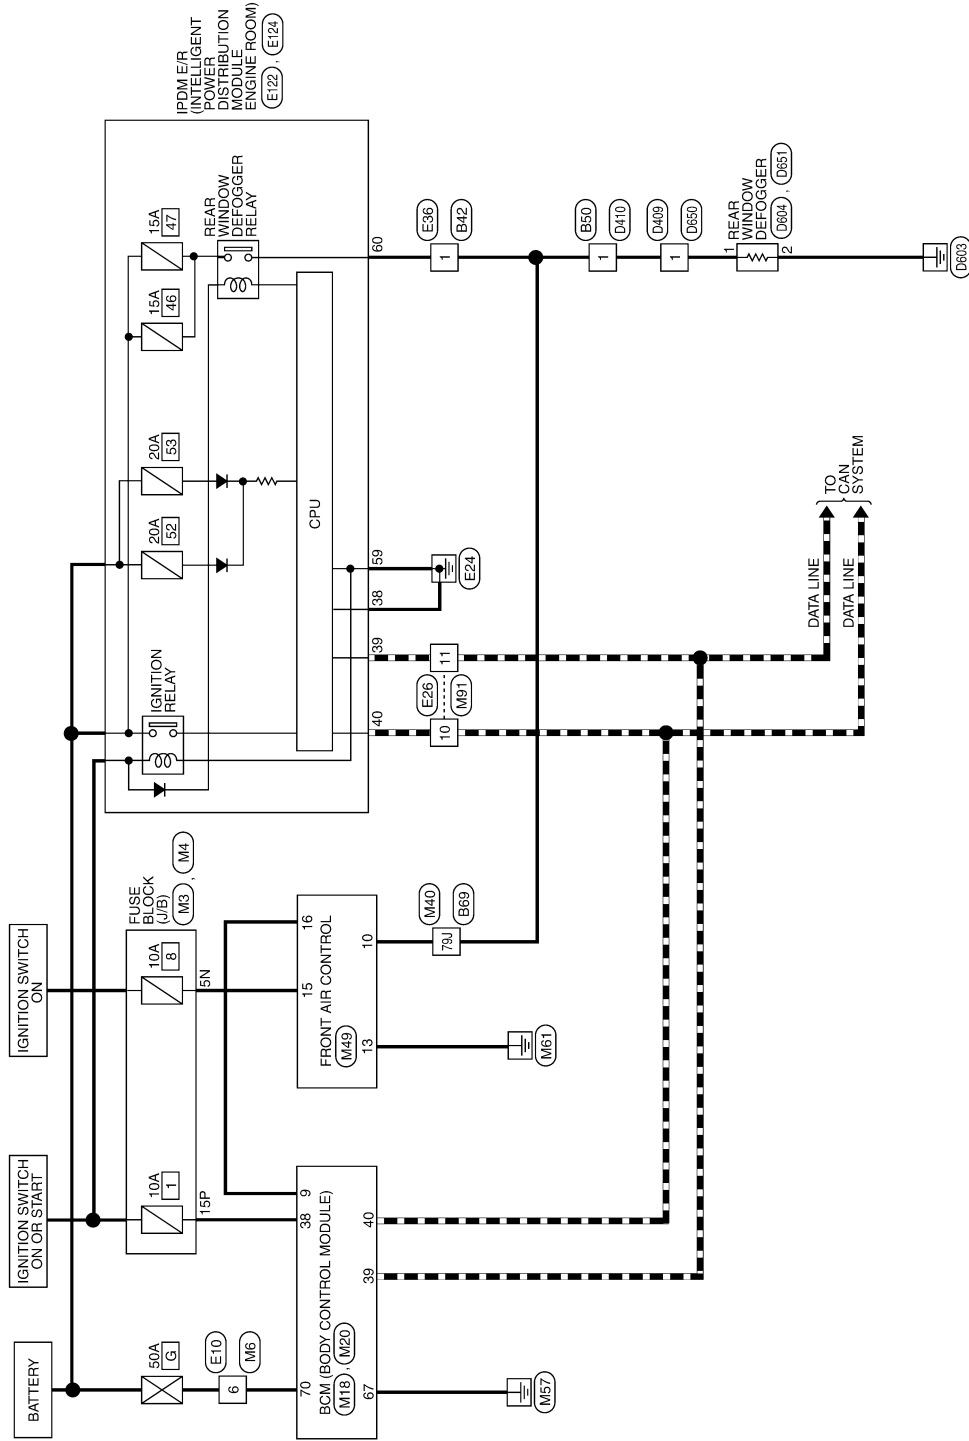 BATTERY
IGNITION SWITCH
ON OR START
IGNITION SWITCH
ON
50A
G
E10
6
M6
10A
1
15P
10A
8
5N
FUSE
BLOCK
(J/B)
M3 , M4
70
38
9
BCM (BODY CONTROL MODULE)
M18 , M20
67
39
40
M57
15
16
FRONT AIR CONTROL
M49
13
10
M61
M40
79J
B69
IPDM E/R
(INTELLIGENT
POWER
DISTRIBUTION
MODULE
ENGINE ROOM)
E122 , E124
IGNITION
RELAY
20A
52
20A
53
15A
46
15A
47
REAR
WINDOW
DEFOGGER
RELAY
CPU
40
39
38
59
60
E26
10
11
M91
E24
E36
1
B42
B50
1
D410
D409
1
D650
REAR
WINDOW
DEFOGGER
D604 , D651
1
2
D603
DATA LINE
DATA LINE
TO
CAN
SYSTEM